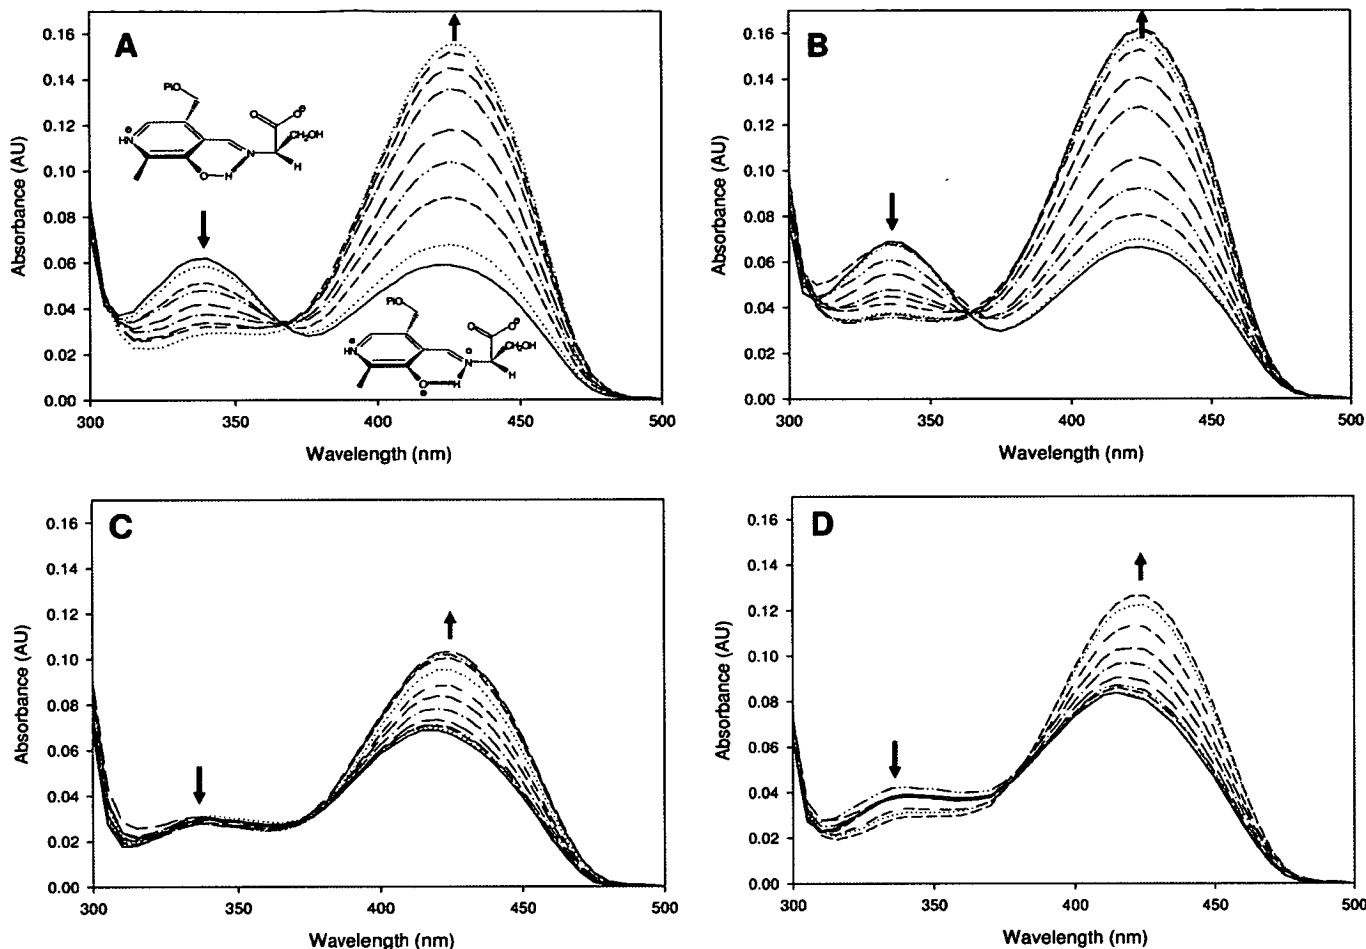 A
0.16
0.14
0.12
0.10
0.08
0.06
0.04
0.02
0.00
Absorbance (AU)
300 350 400 450 500
Wavelength (nm)
PiO
HN
⊕
O
O
⊖
CH₂OH
N
H
O H
PiO
HN
⊕
O
O
⊖
CH₂OH
N
⊕
H
O H
⊖
B
0.16
0.14
0.12
0.10
0.08
0.06
0.04
0.02
0.00
Absorbance (AU)
300 350 400 450 500
Wavelength (nm)
C
0.16
0.14
0.12
0.10
0.08
0.06
0.04
0.02
0.00
Absorbance (AU)
300 350 400 450 500
Wavelength (nm)
D
0.16
0.14
0.12
0.10
0.08
0.06
0.04
0.02
0.00
Absorbance (AU)
300 350 400 450 500
Wavelength (nm)